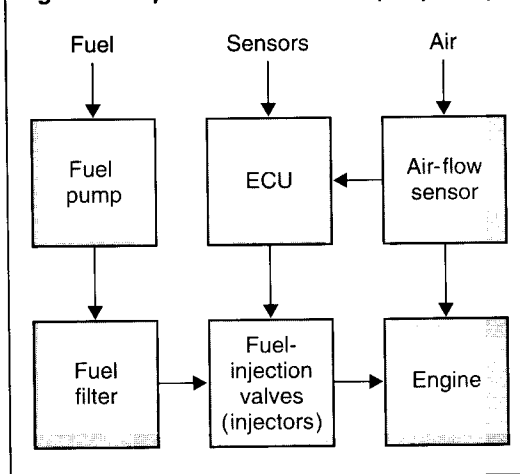 Fuel
Sensors
Air
Fuel
pump
ECU
Air-flow
sensor
Fuel
filter
Fuel-
injection
valves
(injectors)
Engine